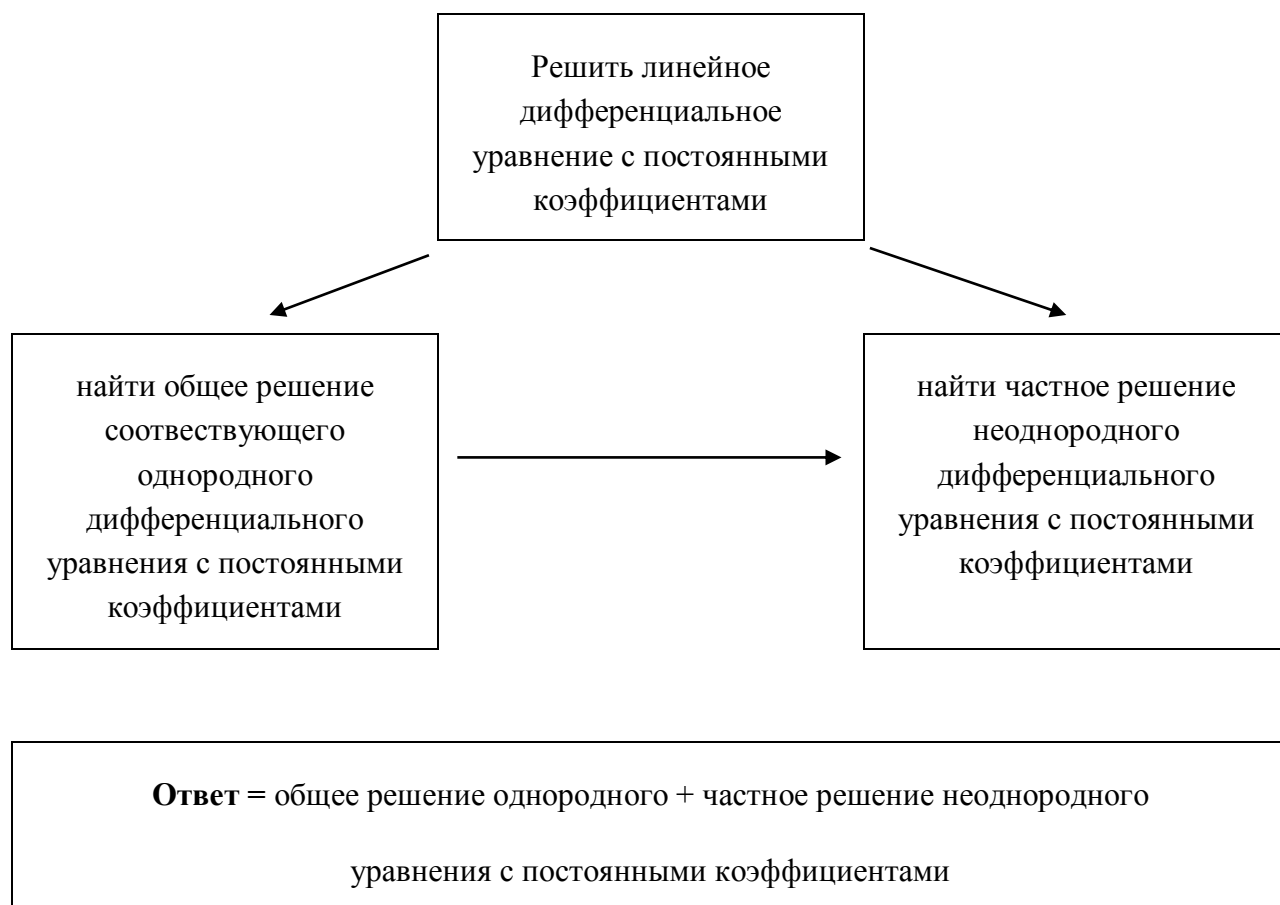 Решить линейное
дифференциальное
уравнение с постоянными
коэффициентами
найти общее решение
соотвествующего
однородного
дифференциального
уравнения с постоянными
коэффициентами
найти частное решение
неоднородного
дифференциального
уравнения с постоянными
коэффициентами
Ответ = общее решение однородного + частное решение неоднородного
уравнения с постоянными коэффициентами